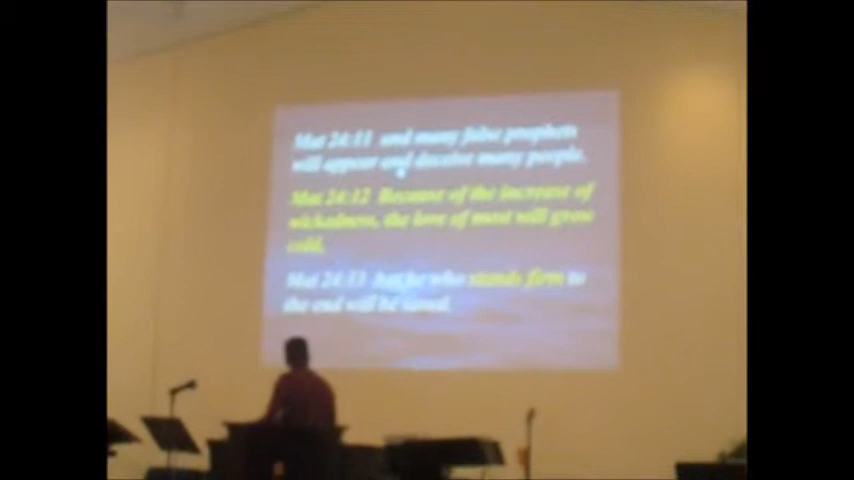 Mat 24:11 and many false prophets
will appear and deceive many people.
Mat 24:12 Because of the increase of
wickedness, the love of most will grow
cold,
Mat 24:13 but he who stands firm to
the end will be saved.